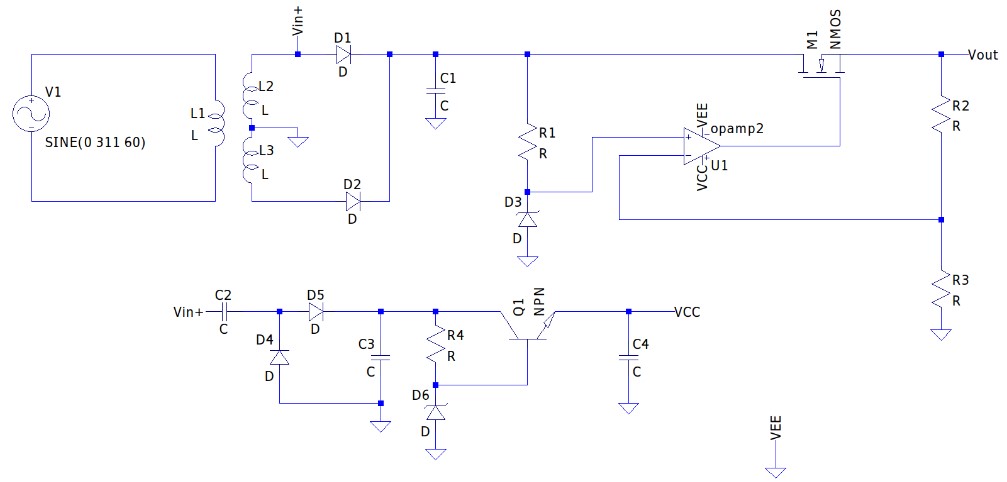 Vin+
D1
D
M1
NMOS
Vout
V1
SINE(0 311 60)
L1
L
L2
L
L3
L
D2
D
C1
C
R1
R
D3
D
VEE
opamp2
VCC
U1
R2
R
R3
R
Vin+
C2
C
D5
D
D4
D
C3
C
R4
R
D6
D
Q1
NPN
VCC
C4
C
VEE